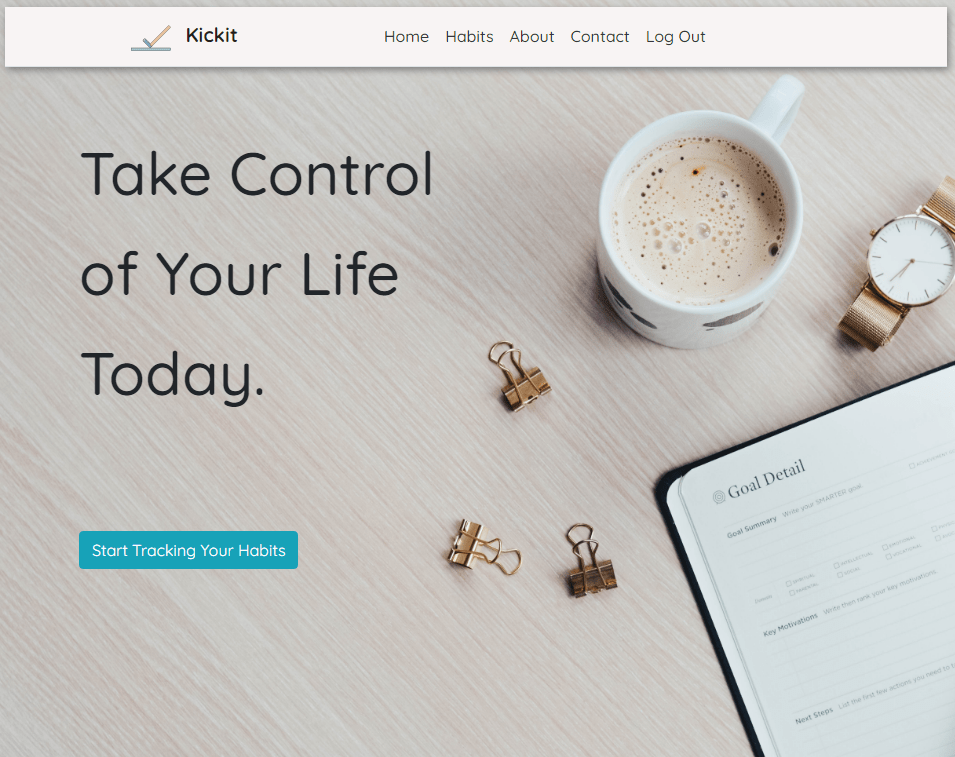 Kickit
Home Habits About Contact Log Out
Take Control
of Your Life
Today.
Start Tracking Your Habits
Goal Detail
Goal Summary Write your SMARTER goal
Key Motivations Write then rank your key motivations.
Next Steps List the first few actions you need to